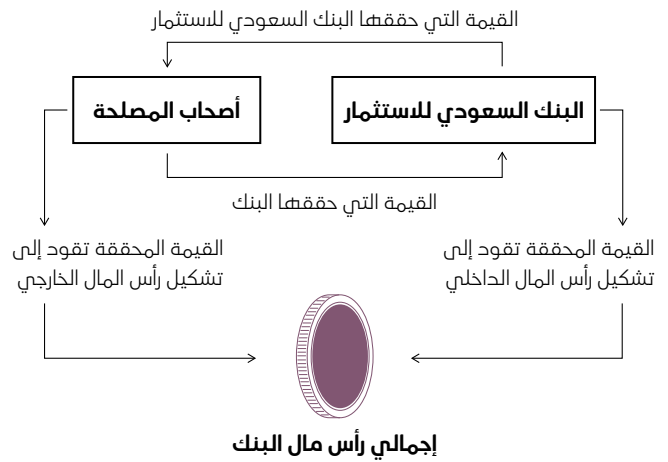 القيمة التي حققها البنك السعودي للاستثمار
البنك السعودي للاستثمار
أصحاب المصلحة
القيمة التي حققها البنك
القيمة المحققة تقود إلى
تشكيل رأس المال الداخلي
القيمة المحققة تقود إلى
تشكيل رأس المال الخارجي
إجمالي رأس مال البنك